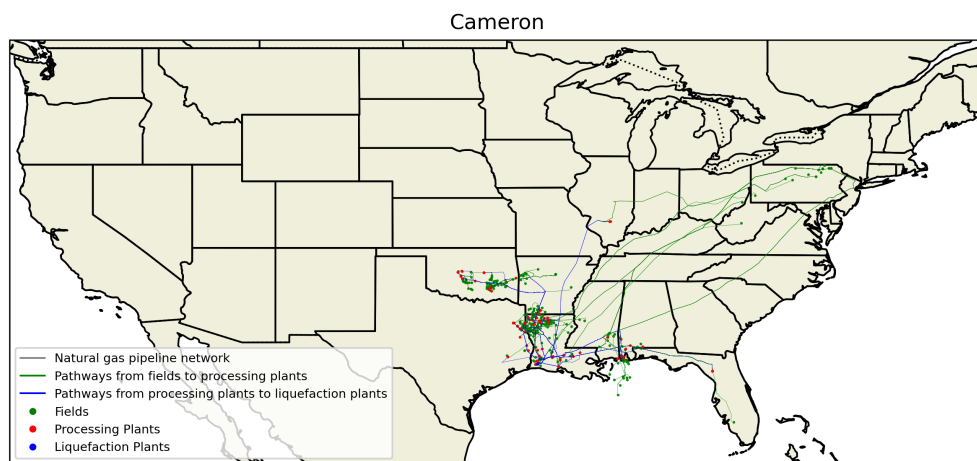 Cameron
Natural gas pipeline network
Pathways from fields to processing plants
Pathways from processing plants to liquefaction plants
Fields
Processing Plants
Liquefaction Plants